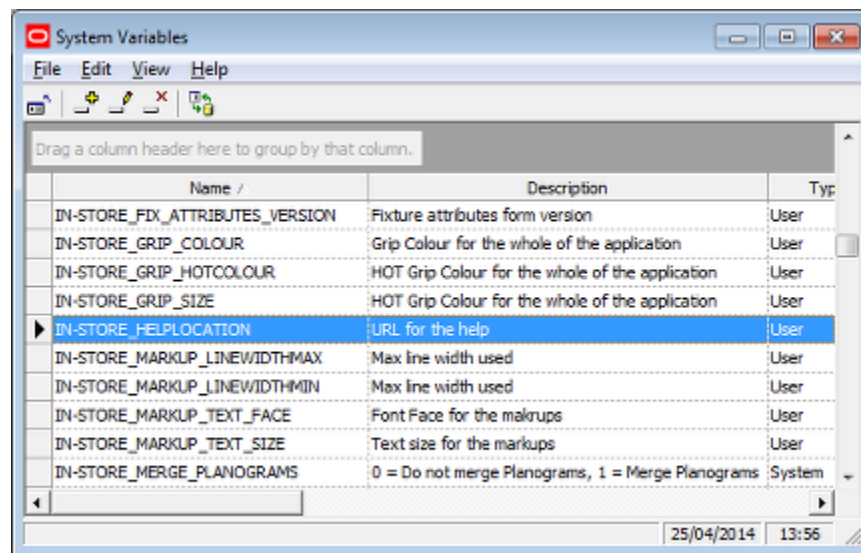 System Variables
File Edit View Help
Drag a column header here to group by that column.
Name Description Typ
IN-STORE_FIX_ATTRIBUTES_VERSION Fixture attributes form version User
IN-STORE_GRIP_COLOUR Grip Colour for the whole of the application User
IN-STORE_GRIP_HOTCOLOUR HOT Grip Colour for the whole of the application User
IN-STORE_GRIP_SIZE HOT Grip Colour for the whole of the application User
IN-STORE_HELPLOCATION URL for the help User
IN-STORE_MARKUP_LINEWIDTHMAX Max line width used User
IN-STORE_MARKUP_LINEWIDTHMIN Max line width used User
IN-STORE_MARKUP_TEXT_FACE Font Face for the makrups User
IN-STORE_MARKUP_TEXT_SIZE Text size for the markups User
IN-STORE_MERGE_PLANOGRAMS 0 = Do not merge Planograms, 1 = Merge Planograms System
25/04/2014 13:56